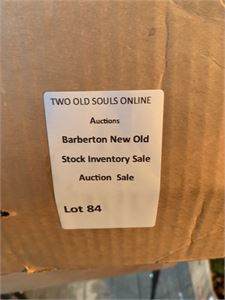 TWO OLD SOULS ONLINE
Auctions
Barberton New Old
Stock Inventory Sale
Auction Sale
Lot 84